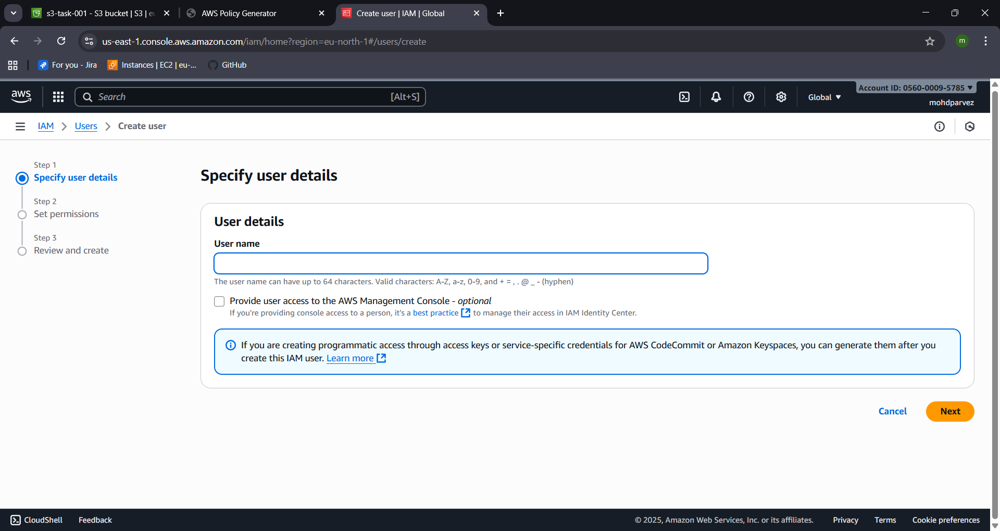 s3-task-001 - S3 bucket | S3 | eu
AWS Policy Generator
Create user | IAM | Global
us-east-1.console.aws.amazon.com/iam/home?region=eu-north-1#/users/create
m
For you - Jira
Instances | EC2 | eu-...
GitHub
aws
Search
[Alt+S]
Global
Account ID: 0560-0009-5785
mohdparvez
IAM
Users
Create user
Step 1
Specify user details
Step 2
Set permissions
Step 3
Review and create
Specify user details
User details
User name
The user name can have up to 64 characters. Valid characters: A-Z, a-z, 0-9, and + = , . @ _ - (hyphen)
Provide user access to the AWS Management Console - optional
If you're providing console access to a person, it's a best practice to manage their access in IAM Identity Center.
If you are creating programmatic access through access keys or service-specific credentials for AWS CodeCommit or Amazon Keyspaces, you can generate them after you
create this IAM user. Learn more
Cancel
Next
CloudShell
Feedback
© 2025, Amazon Web Services, Inc. or its affiliates.
Privacy
Terms
Cookie preferences